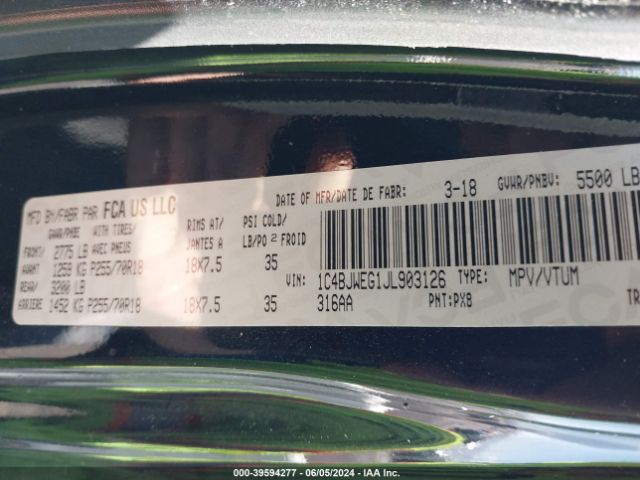 MFD BY/FABR PAR FCA US LLC
DATE OF MFR/DATE DE FABR: 3-18 GVWR/PNBV: 5500 LB
GAWR/PNBE WITH TIRES/ RIMS AT/ PSI COLD/
FRONT/ 2775 LB AVEC PNEUS JANTES A LB/PO 2 FROID
AVANT 1259 KG P255/70R18 18X7.5 35
REAR/ 3200 LB
ARRIERE 1452 KG P255/70R18 18X7.5 35
VIN: 1C4BJWEG1JL903126 TYPE: MPV/VTUM
316AA PNT:PX8
000-39594277 - 06/05/2024 - IAA Inc.